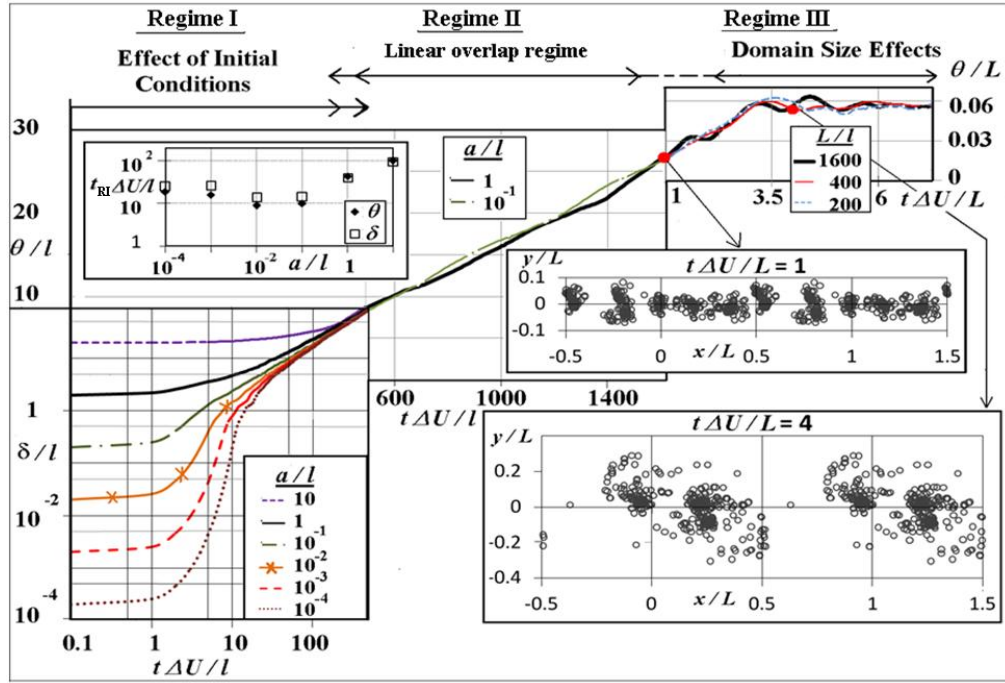 Regime I
Regime II
Regime III
Effect of Initial
Conditions
Linear overlap regime
Domain Size Effects
θ/L
30
20
θ/l
10
10²
t_RI ΔU/l
10
1
10⁻⁴
10⁻²
a/l
1
θ
δ
a/l
1
10⁻¹
0.06
0.03
0
L/l
1600
400
200
1
3.5
6
tΔU/L
tΔU/L = 1
y/L
0.1
0
-0.1
-0.5
0
0.5
1
1.5
x/L
600
1000
1400
tΔU/l
1
δ/l
10⁻²
10⁻⁴
a/l
10
1
10⁻¹
10⁻²
10⁻³
10⁻⁴
0.1
1
10
100
tΔU/l
tΔU/L = 4
y/L
0.2
0
-0.2
-0.4
-0.5
0
0.5
1
1.5
x/L